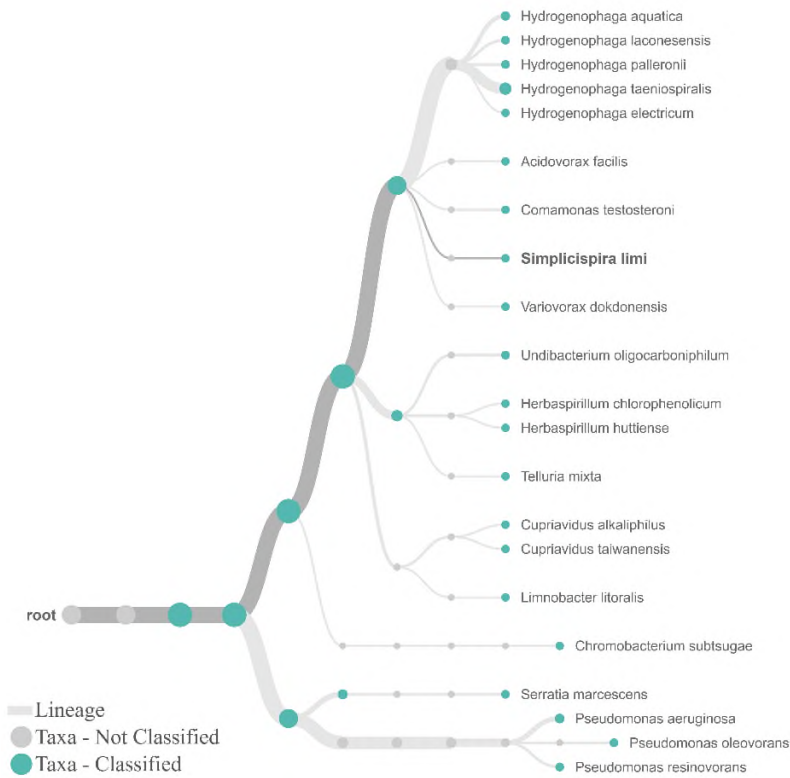 Hydrogenophaga aquatica
Hydrogenophaga laconesensis
Hydrogenophaga palleronii
Hydrogenophaga taeniospiralis
Hydrogenophaga electricum
Acidovorax facilis
Comamonas testosteroni
Simplicispira limi
Variovorax dokdonensis
Undibacterium oligocarboniphilum
Herbaspirillum chlorophenolicum
Herbaspirillum huttiense
Telluria mixta
Cupriavidus alkaliphilus
Cupriavidus taiwanensis
Limnobacter litoralis
root
Chromobacterium subtsugae
Serratia marcescens
Pseudomonas aeruginosa
Pseudomonas oleovorans
Pseudomonas resinovorans
Lineage
Taxa - Not Classified
Taxa - Classified